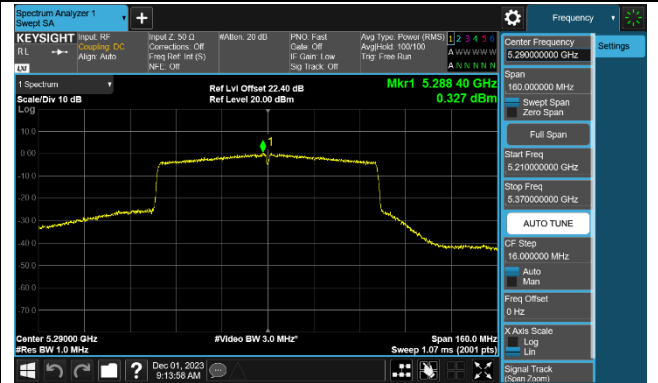 Spectrum Analyzer 1
Swept SA
Frequency
KEYSIGHT
RL
Input: RF
Coupling: DC
Align: Auto
Input Z: 50 Ω
Corrections: Off
Freq Ref: Int (S)
NFE: Off
#Atten: 20 dB
PNO: Fast
Gate: Off
IF Gain: Low
Sig Track: Off
Avg Type: Power (RMS)
Avg|Hold: 100/100
Trig: Free Run
1 2 3 4 5 6
A W W W W W
A N N N N N
LXI
1 Spectrum
Scale/Div 10 dB
Log
Ref Lvl Offset 22.40 dB
Ref Level 20.00 dBm
Mkr1 5.288 40 GHz
0.327 dBm
1
10.0
0.00
-10.0
-20.0
-30.0
-40.0
-50.0
-60.0
-70.0
Center 5.29000 GHz
#Res BW 1.0 MHz
#Video BW 3.0 MHz*
Span 160.0 MHz
Sweep 1.07 ms (2001 pts)
Center Frequency
5.290000000 GHz
Settings
Span
160.000000 MHz
Swept Span
Zero Span
Full Span
Start Freq
5.210000000 GHz
Stop Freq
5.370000000 GHz
AUTO TUNE
CF Step
16.000000 MHz
Auto
Man
Freq Offset
0 Hz
X Axis Scale
Log
Lin
Signal Track
(Span Zoom)
?
Dec 01, 2023
9:13:58 AM